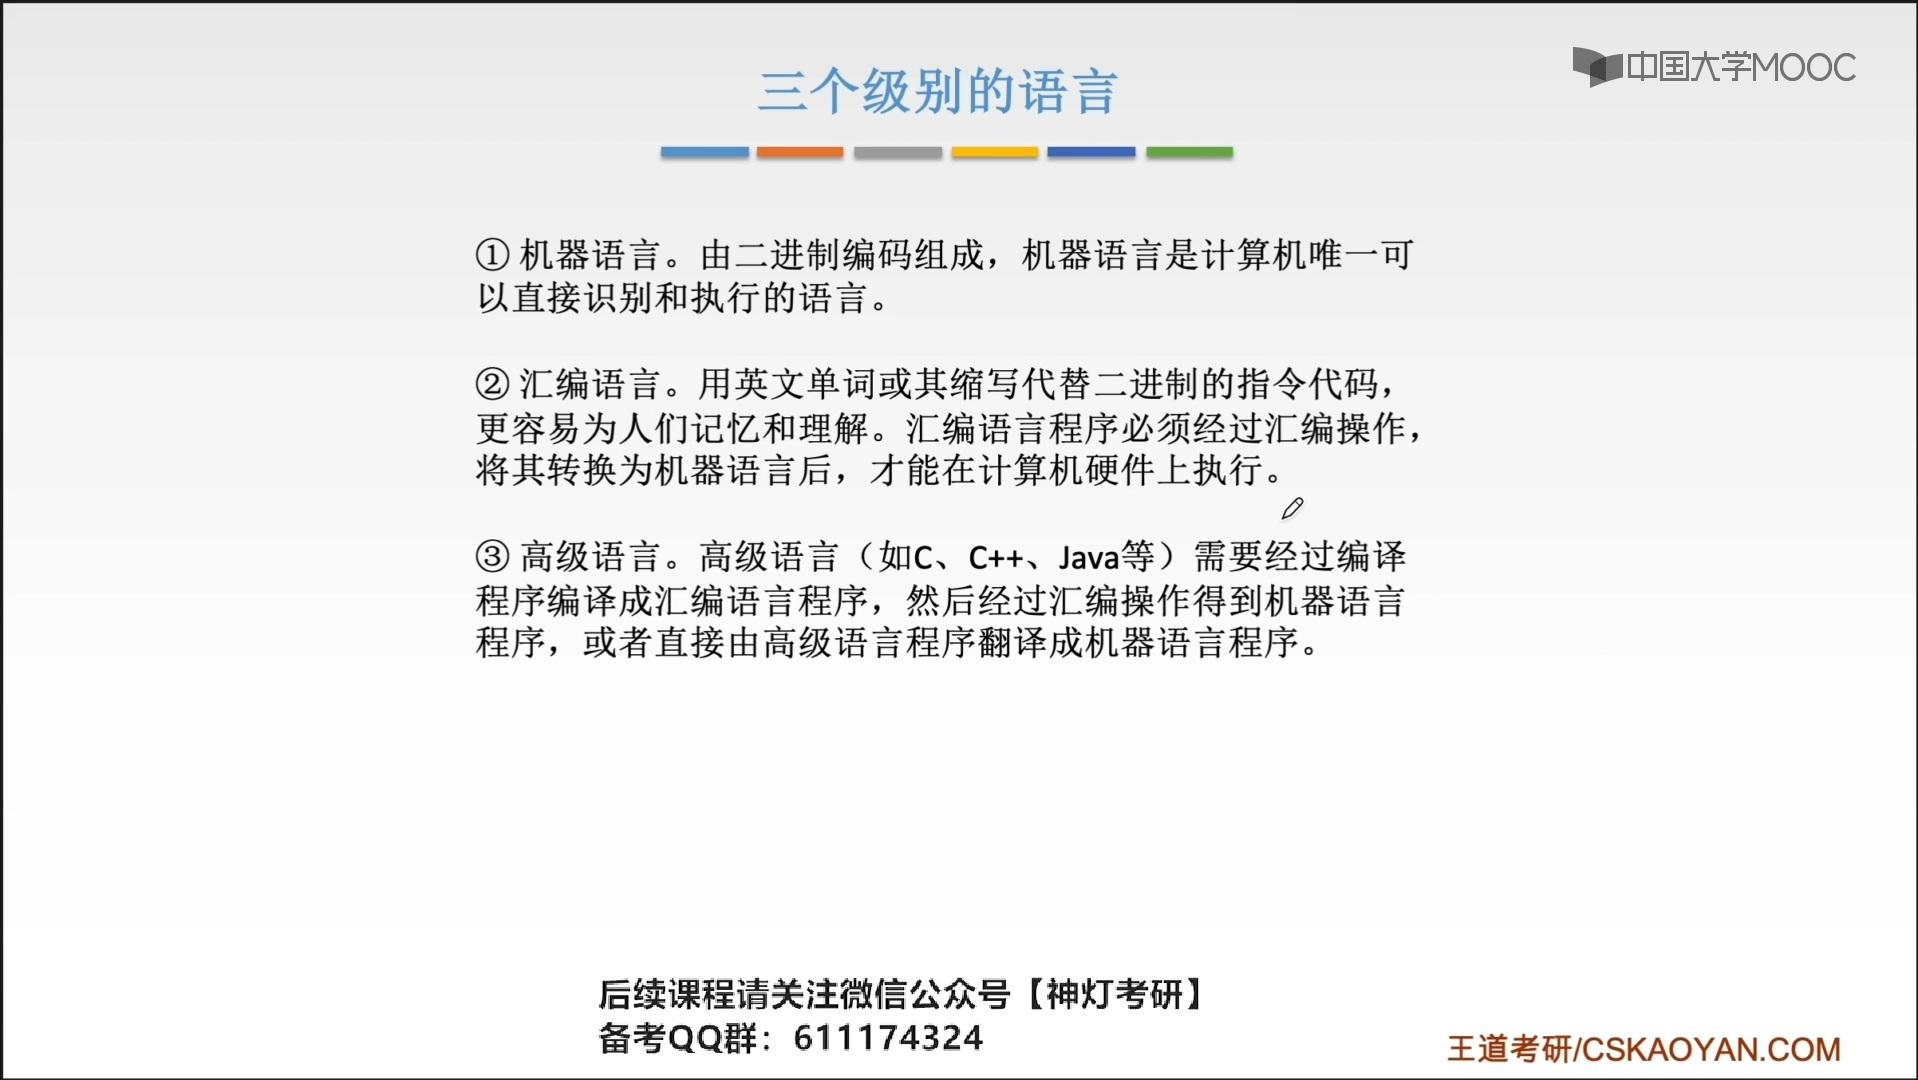 中国大学MOOC
三个级别的语言
① 机器语言。由二进制编码组成，机器语言是计算机唯一可
以直接识别和执行的语言。
② 汇编语言。用英文单词或其缩写代替二进制的指令代码，
更容易为人们记忆和理解。汇编语言程序必须经过汇编操作，
将其转换为机器语言后，才能在计算机硬件上执行。
③ 高级语言。高级语言（如C、C++、Java等）需要经过编译
程序编译成汇编语言程序，然后经过汇编操作得到机器语言
程序，或者直接由高级语言程序翻译成机器语言程序。
后续课程请关注微信公众号【神灯考研】
备考QQ群：611174324
王道考研/CSKAOYAN.COM